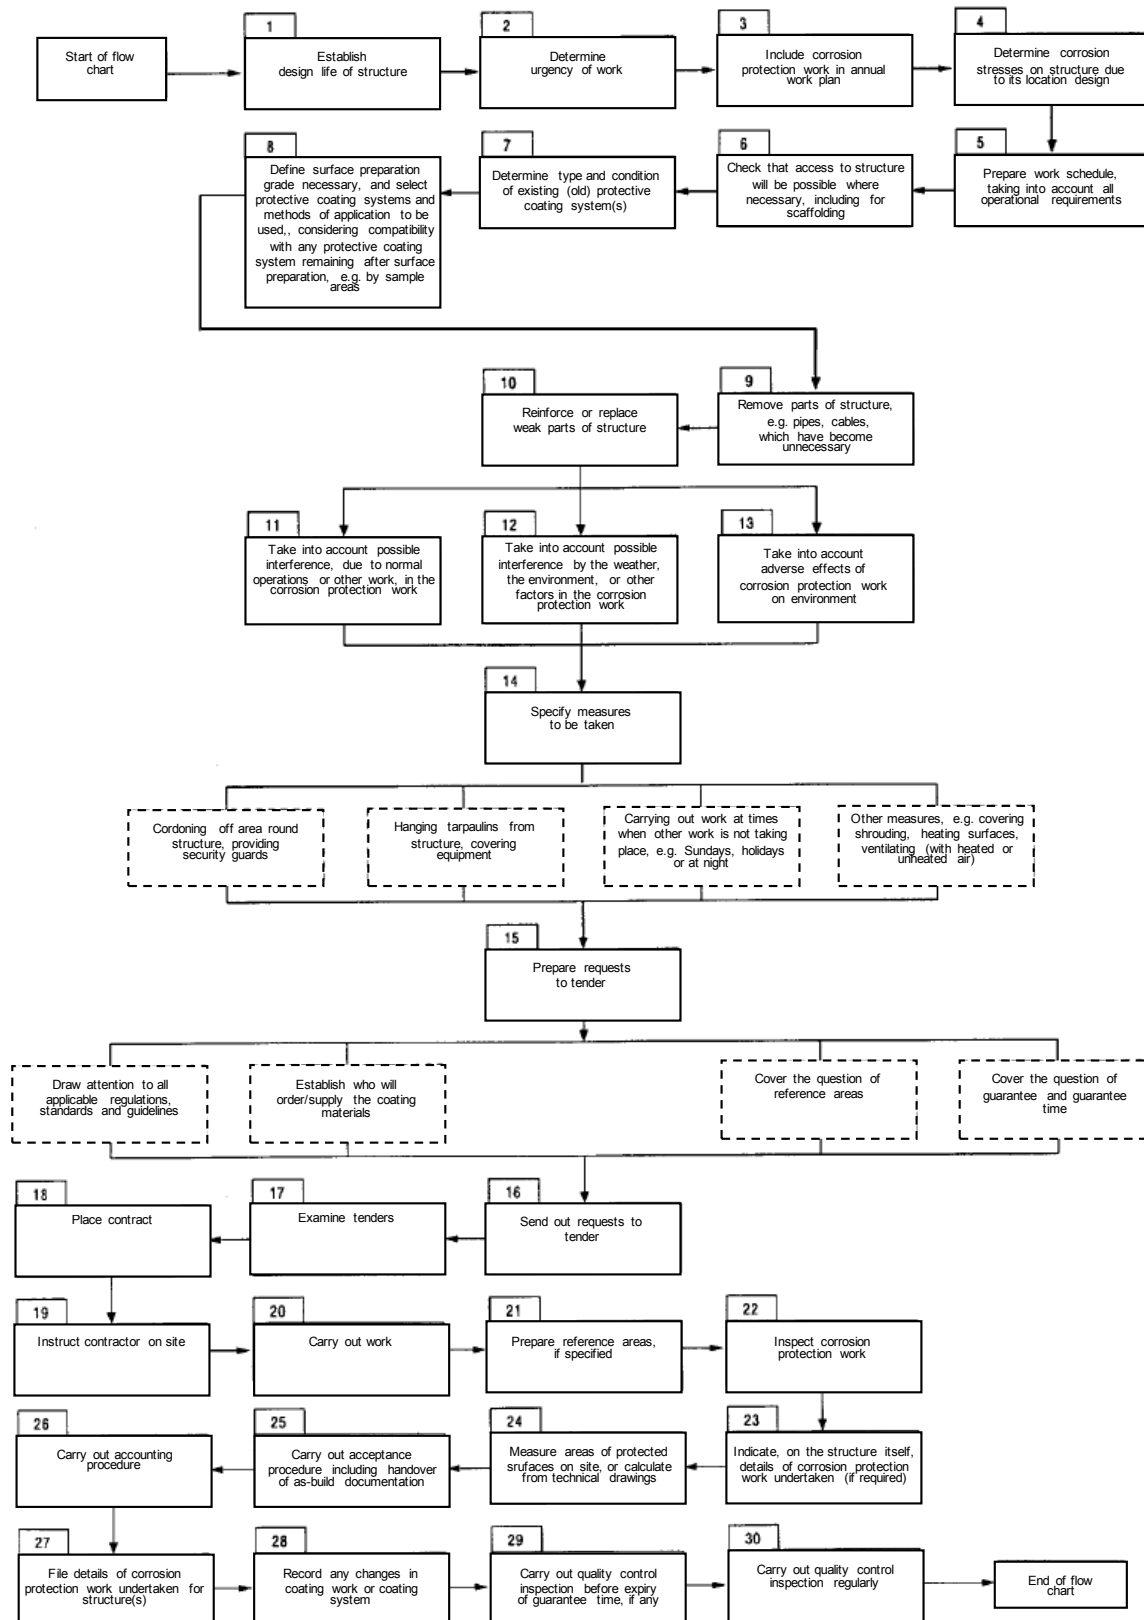 Start of flow
chart
1
Establish
design life of structure
2
Determine
urgency of work
3
Include corrosion
protection work in annual
work plan
4
Determine corrosion
stresses on structure due
to its location design
5
Prepare work schedule,
taking into account all
operational requirements
6
Check that access to structure
will be possible where
necessary, including for
scaffolding
7
Determine type and condition
of existing (old) protective
coating system(s)
8
Define surface preparation
grade necessary, and select
protective coating systems and
methods of application to be
used,, considering compatibility
with any protective coating
system remaining after surface
preparation, e.g. by sample
areas
9
Remove parts of structure,
e.g. pipes, cables,
which have become
unnecessary
10
Reinforce or replace
weak parts of structure
11
Take into account possible
interference, due to normal
operations or other work, in the
corrosion protection work
12
Take into account possible
interference by the weather,
the environment, or other
factors in the corrosion
protection work
13
Take into account
adverse effects of
corrosion protection work
on environment
14
Specify measures
to be taken
Cordoning off area round
structure, providing
security guards
Hanging tarpaulins from
structure, covering
equipment
Carrying out work at times
when other work is not taking
place, e.g. Sundays, holidays
or at night
Other measures, e.g. covering
shrouding, heating surfaces,
ventilating (with heated or
unheated air)
15
Prepare requests
to tender
Draw attention to all
applicable regulations,
standards and guidelines
Establish who will
order/supply the coating
materials
Cover the question of
reference areas
Cover the question of
guarantee and guarantee
time
16
Send out requests to
tender
17
Examine tenders
18
Place contract
19
Instruct contractor on site
20
Carry out work
21
Prepare reference areas,
if specified
22
Inspect corrosion
protection work
23
Indicate, on the structure itself,
details of corrosion protection
work undertaken (if required)
24
Measure areas of protected
srufaces on site, or calculate
from technical drawings
25
Carry out acceptance
procedure including handover
of as-build documentation
26
Carry out accounting
procedure
27
File details of corrosion
protection work undertaken for
structure(s)
28
Record any changes in
coating work or coating
system
29
Carry out quality control
inspection before expiry
of guarantee time, if any
30
Carry out quality control
inspection regularly
End of flow
chart